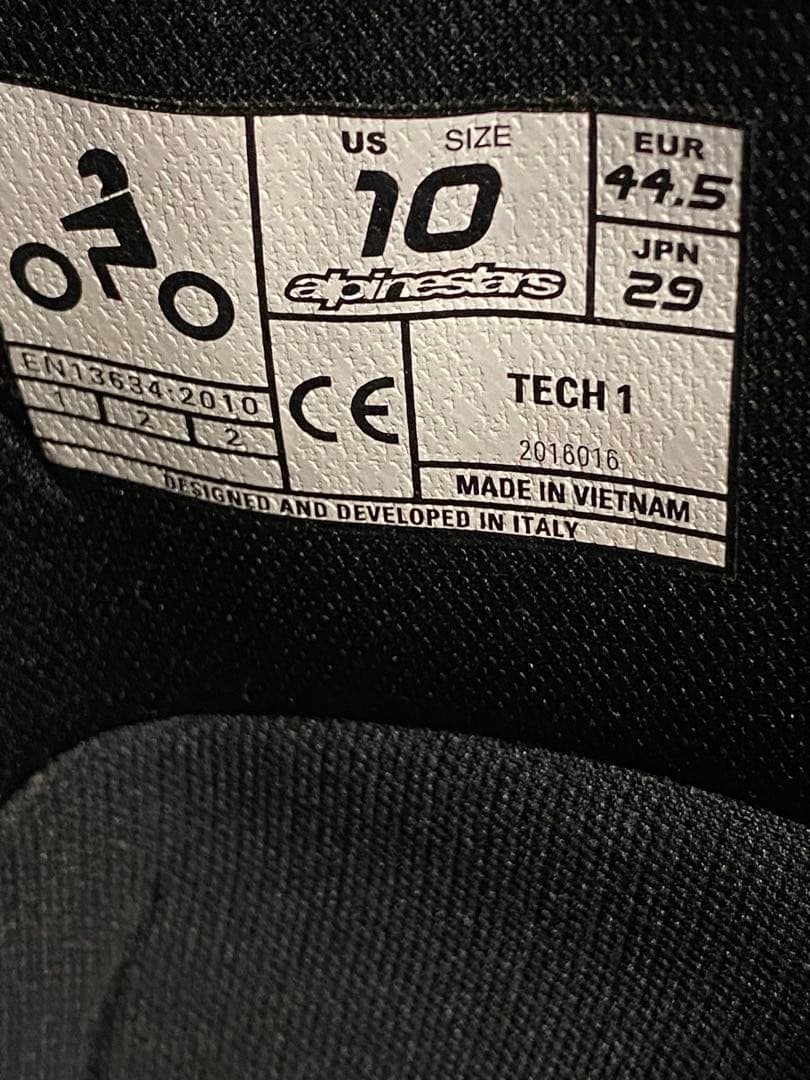 US SIZE
10
alpinestars
EUR
44.5
JPN
29
EN13634:2010
1 2 2
CE
TECH 1
2016016
MADE IN VIETNAM
DESIGNED AND DEVELOPED IN ITALY